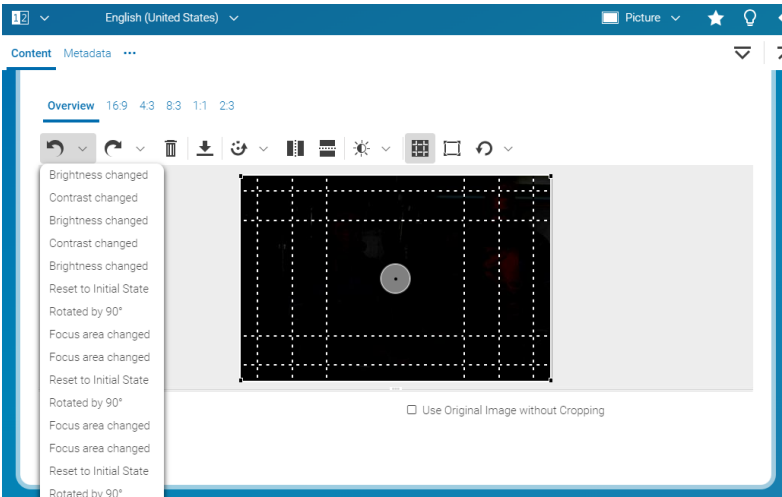 12 English (United States) Picture
Content Metadata ...
Overview 16:9 4:3 8:3 1:1 2:3
Brightness changed
Contrast changed
Brightness changed
Contrast changed
Brightness changed
Reset to Initial State
Rotated by 90°
Focus area changed
Focus area changed
Reset to Initial State
Rotated by 90°
Use Original Image without Cropping
Focus area changed
Focus area changed
Reset to Initial State
Rotated by 90°